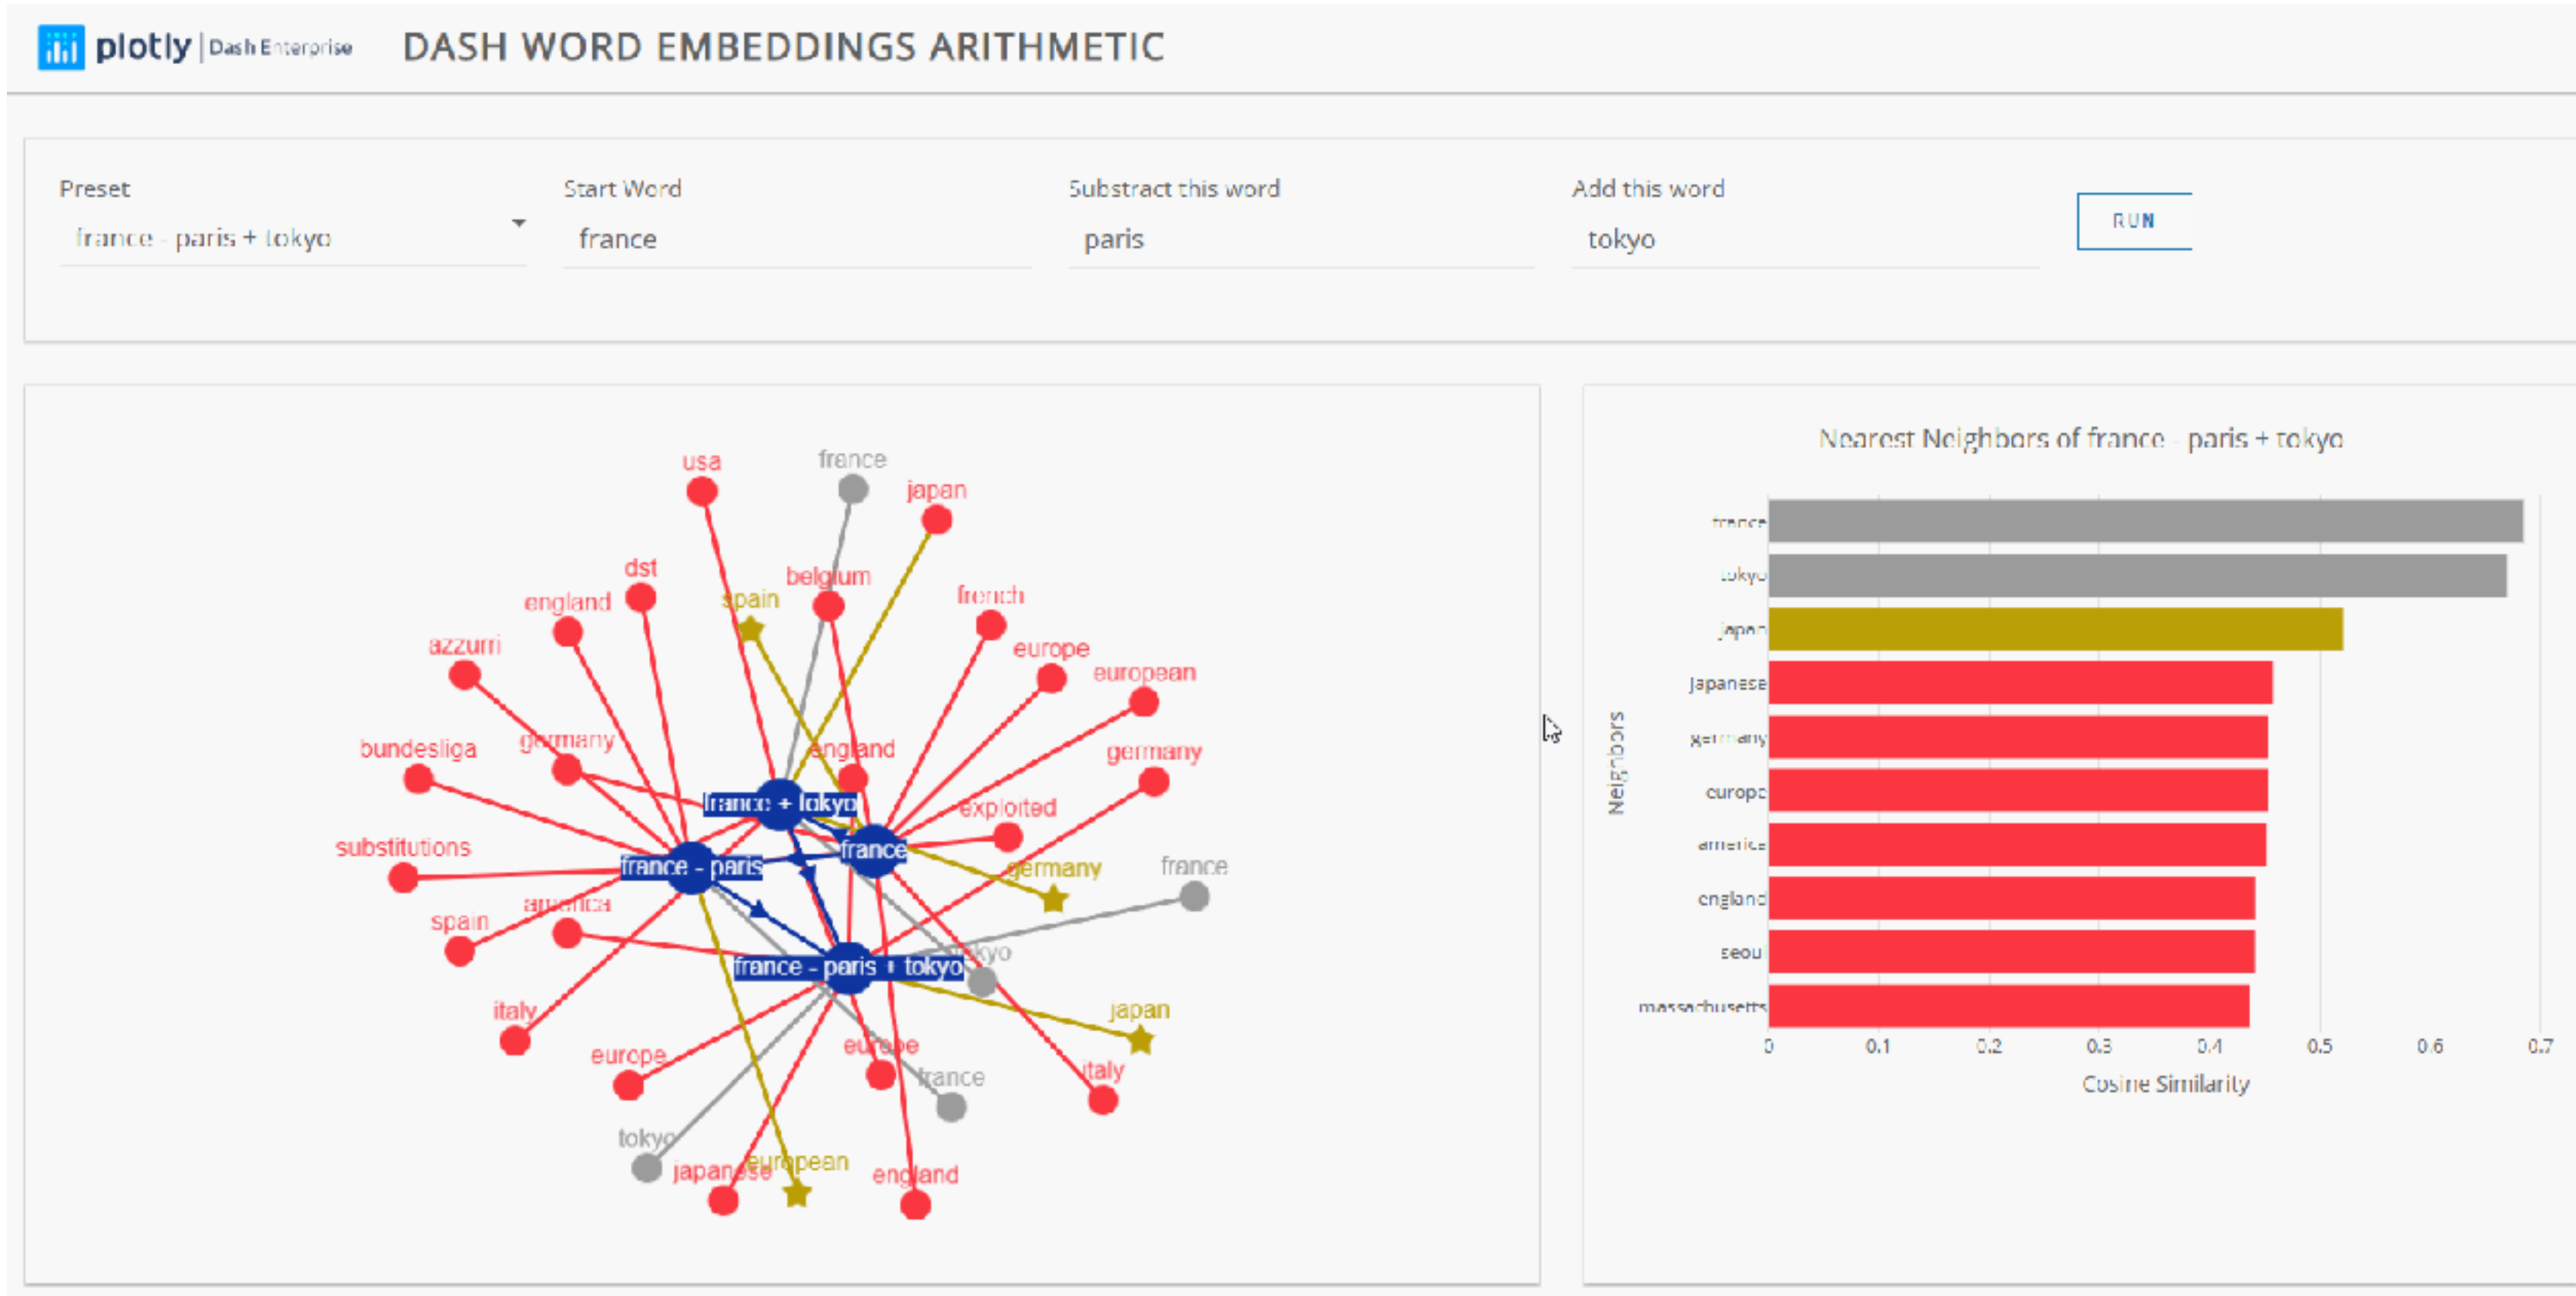 plotly | Dash Enterprise DASH WORD EMBEDDINGS ARITHMETIC
Preset
france - paris + tokyo
Start Word
france
Substract this word
paris
Add this word
tokyo
RUN
usa
france
japan
dst
belgium
spain
england
french
azzurri
europe
european
bundesliga
germany
england
germany
france + tokyo
exploited
substitutions
france
france - paris
germany
france
spain
america
tokyo
france - paris + tokyo
italy
japan
europe
europe
france
italy
tokyo
japanese
european
england
Nearest Neighbors of france - paris + tokyo
Neighbors
france
tokyo
japan
japanese
germany
europe
america
england
seoul
massachusetts
0 0.1 0.2 0.3 0.4 0.5 0.6 0.7
Cosine Similarity